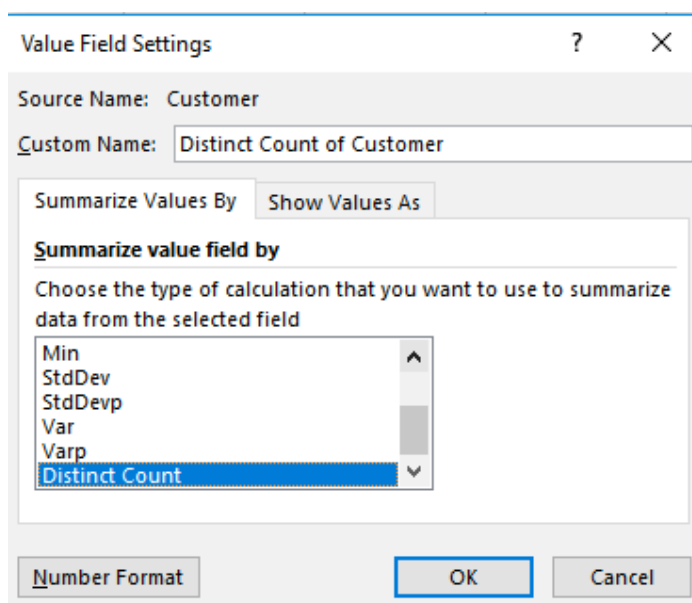 Value Field Settings ?
Source Name: Customer
Custom Name: Distinct Count of Customer
Summarize Values By Show Values As
Summarize value field by
Choose the type of calculation that you want to use to summarize
data from the selected field
Min
StdDev
StdDevp
Var
Varp
Distinct Count
Number Format OK Cancel